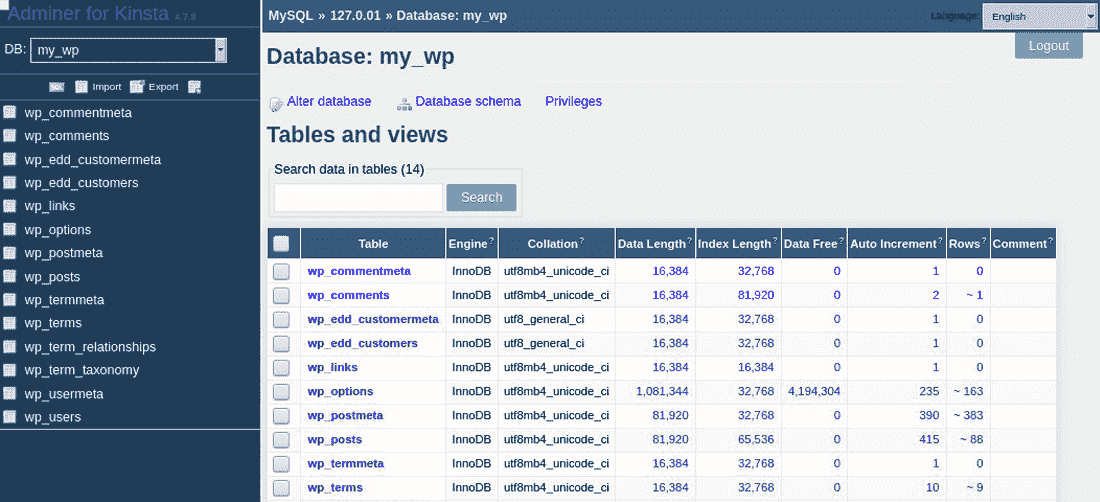 Adminer for Kinsta 4.7.8
DB: my_wp
SQL Import Export
wp_commentmeta
wp_comments
wp_edd_customermeta
wp_edd_customers
wp_links
wp_options
wp_postmeta
wp_posts
wp_termmeta
wp_terms
wp_term_relationships
wp_term_taxonomy
wp_usermeta
wp_users
MySQL » 127.0.01 » Database: my_wp
Language: English
Logout
Database: my_wp
Alter database Database schema Privileges
Tables and views
Search data in tables (14)
Search
Table Engine? Collation? Data Length? Index Length? Data Free? Auto Increment? Rows? Comment?
wp_commentmeta InnoDB utf8mb4_unicode_ci 16,384 32,768 0 1 0
wp_comments InnoDB utf8mb4_unicode_ci 16,384 81,920 0 2 ~ 1
wp_edd_customermeta InnoDB utf8_general_ci 16,384 32,768 0 1 0
wp_edd_customers InnoDB utf8_general_ci 16,384 32,768 0 1 0
wp_links InnoDB utf8mb4_unicode_ci 16,384 16,384 0 1 0
wp_options InnoDB utf8mb4_unicode_ci 1,081,344 32,768 4,194,304 235 ~ 163
wp_postmeta InnoDB utf8mb4_unicode_ci 81,920 32,768 0 390 ~ 383
wp_posts InnoDB utf8mb4_unicode_ci 81,920 65,536 0 415 ~ 88
wp_termmeta InnoDB utf8mb4_unicode_ci 16,384 32,768 0 1 0
wp_terms InnoDB utf8mb4_unicode_ci 16,384 32,768 0 10 ~ 9